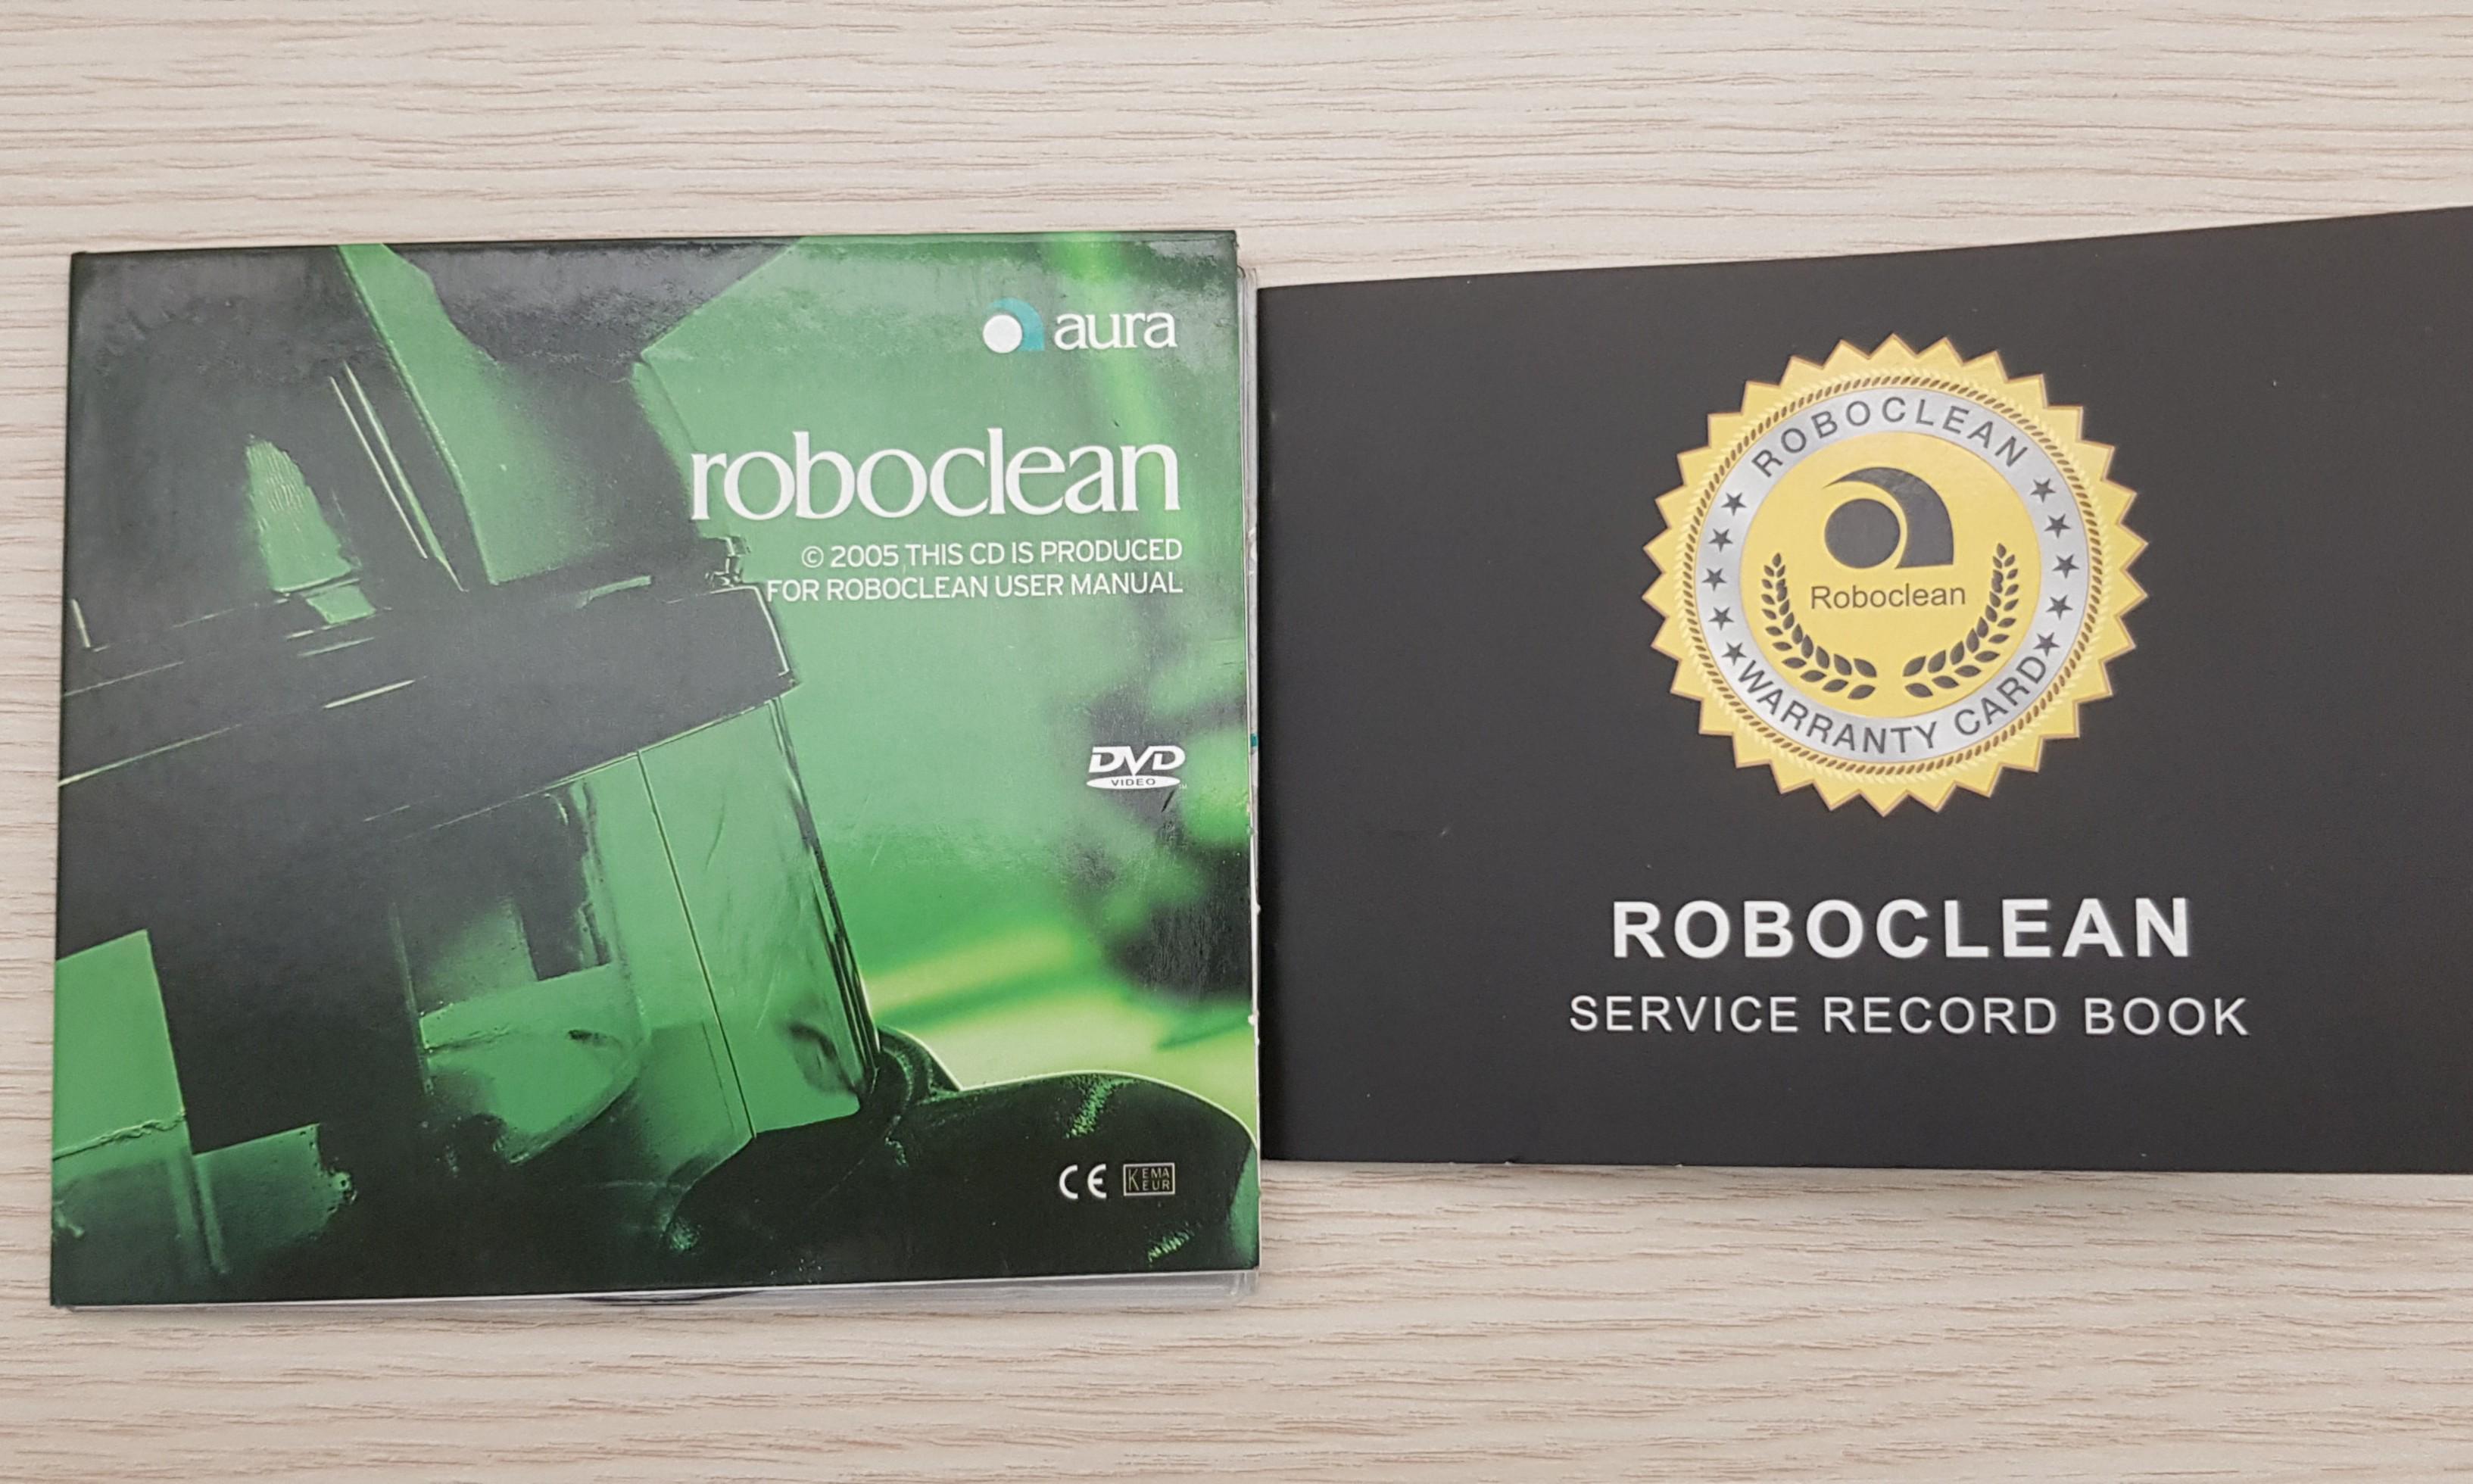 aura
roboclean
© 2005 THIS CD IS PRODUCED
FOR ROBOCLEAN USER MANUAL
DVD
VIDEO
CE
KEMA
EUR
ROBOCLEAN
Roboclean
WARRANTY CARD
ROBOCLEAN
SERVICE RECORD BOOK